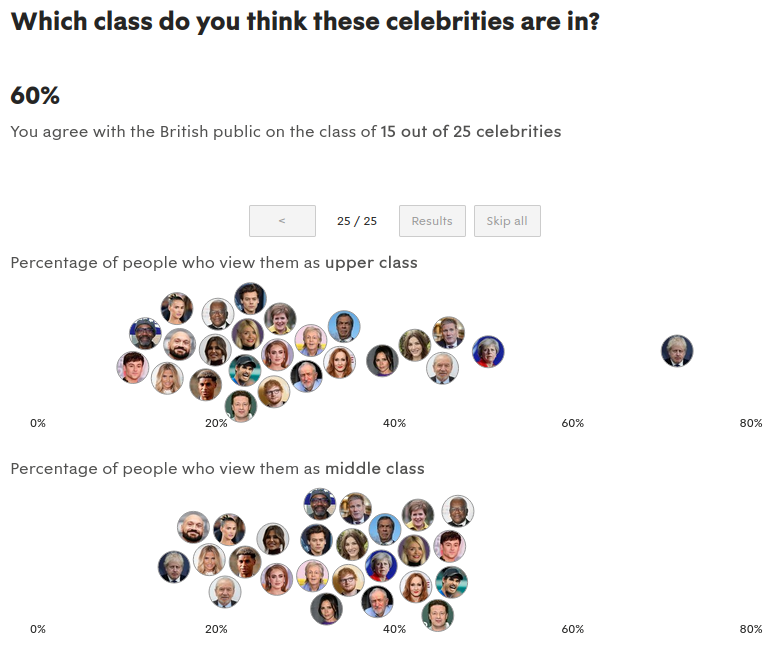 Which class do you think these celebrities are in?
60%
You agree with the British public on the class of 15 out of 25 celebrities
< 25 / 25 Results Skip all
Percentage of people who view them as upper class
0% 20% 40% 60% 80%
Percentage of people who view them as middle class
0% 20% 40% 60% 80%